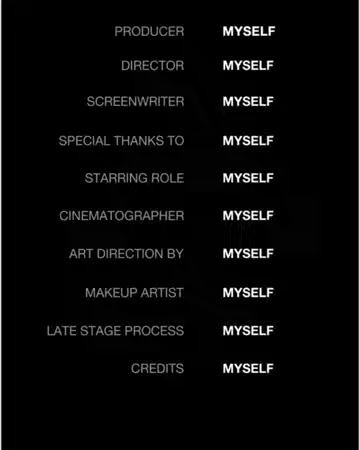 PRODUCER MYSELF
DIRECTOR MYSELF
SCREENWRITER MYSELF
SPECIAL THANKS TO MYSELF
STARRING ROLE MYSELF
CINEMATOGRAPHER MYSELF
ART DIRECTION BY MYSELF
MAKEUP ARTIST MYSELF
LATE STAGE PROCESS MYSELF
CREDITS MYSELF